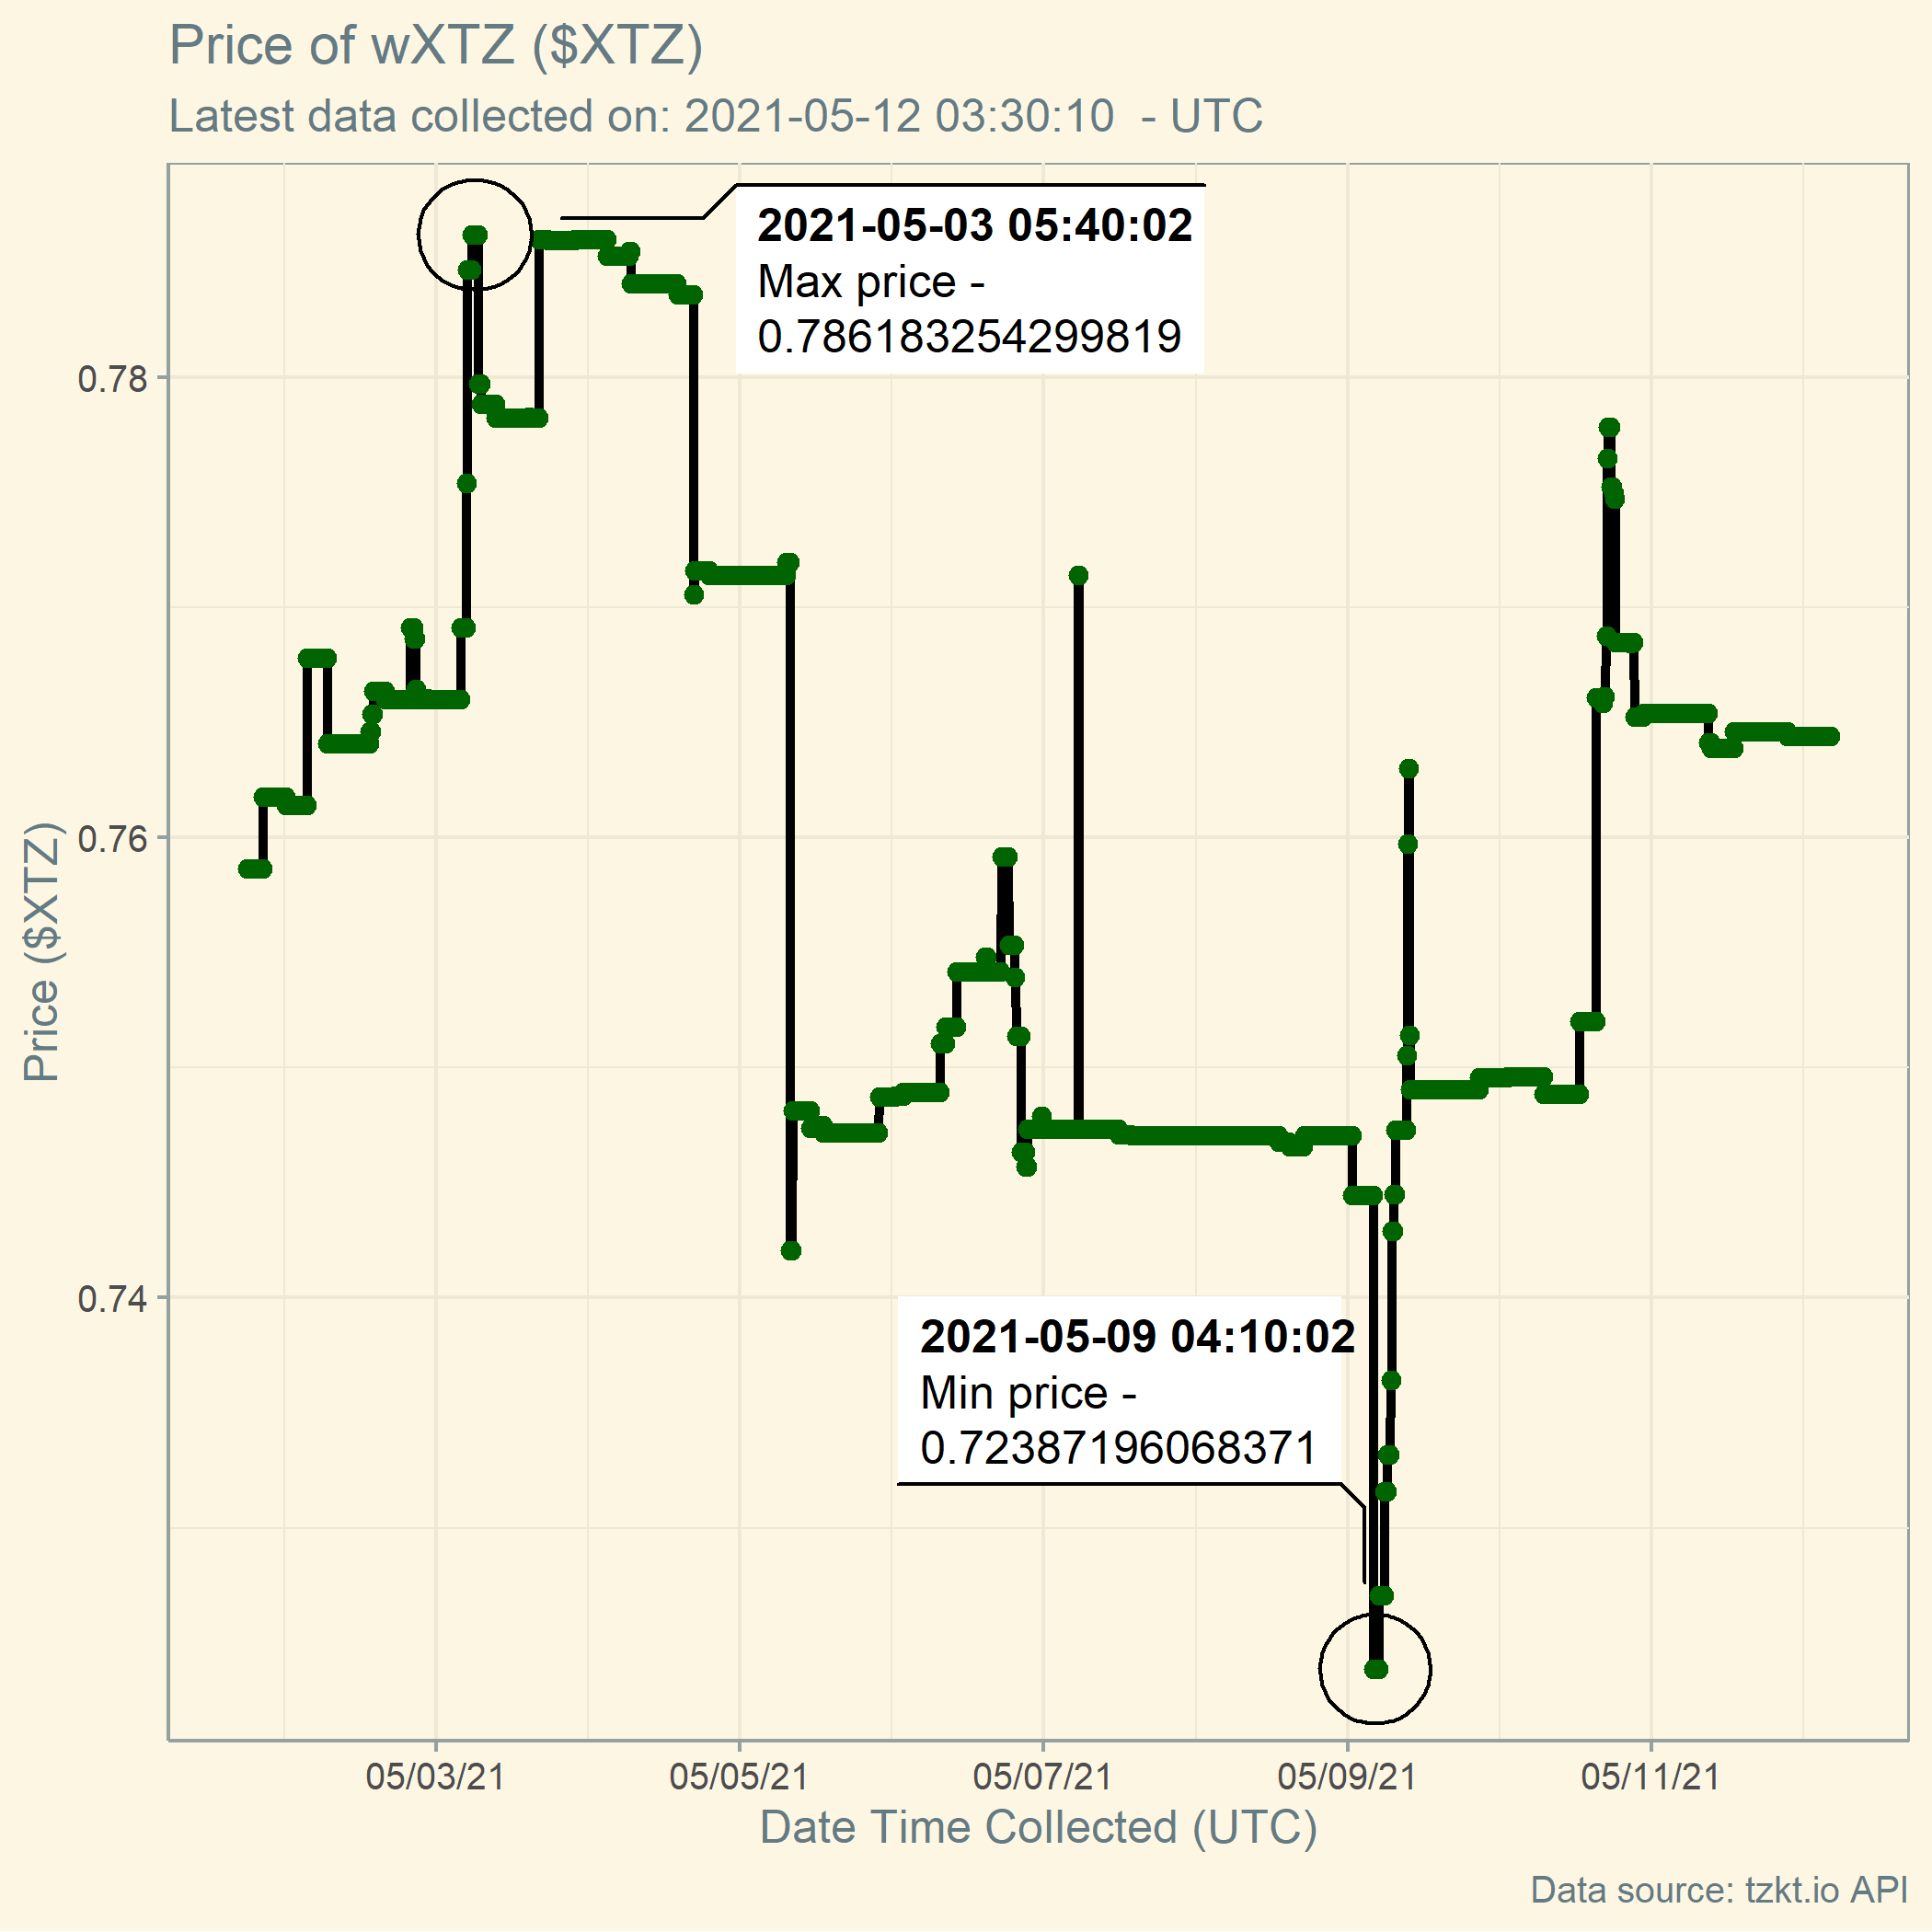 Price of wXTZ ($XTZ)
Latest data collected on: 2021-05-12 03:30:10  - UTC
2021-05-03 05:40:02
Max price -
0.786183254299819
0.78
0.76
0.74
Price ($XTZ)
2021-05-09 04:10:02
Min price -
0.72387196068371
05/03/21
05/05/21
05/07/21
05/09/21
05/11/21
Date Time Collected (UTC)
Data source: tzkt.io API